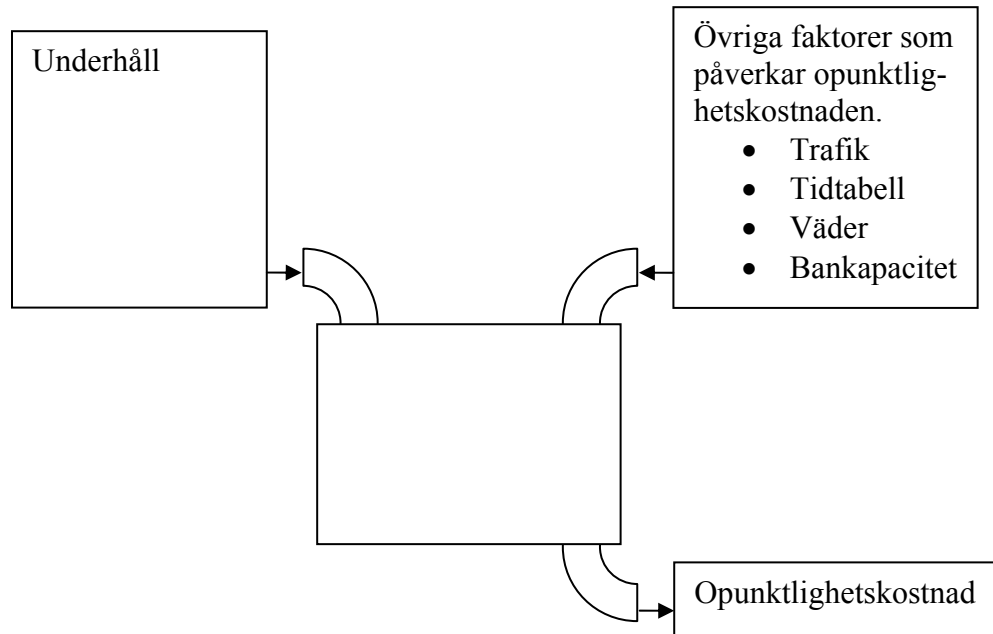 Underhåll
Övriga faktorer som
påverkar opunktlig-
hetskostnaden.
• Trafik
• Tidtabell
• Väder
• Bankapacitet
Opunktlighetskostnad